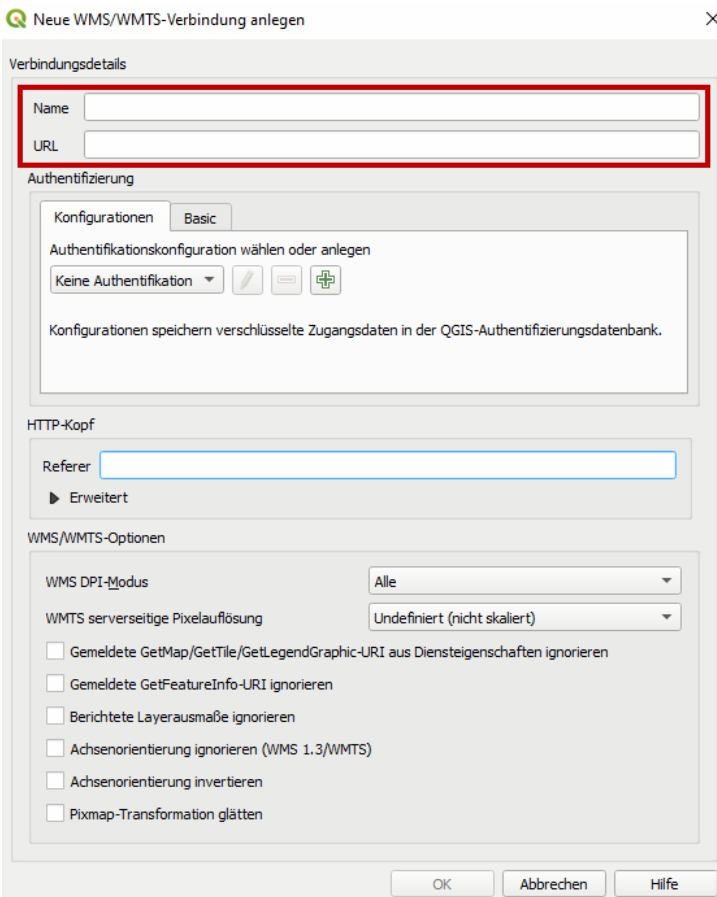 Neue WMS/WMTS-Verbindung anlegen
Verbindungsdetails
Name
URL
Authentifizierung
Konfigurationen Basic
Authentifikationskonfiguration wählen oder anlegen
Keine Authentifikation
Konfigurationen speichern verschlüsselte Zugangsdaten in der QGIS-Authentifizierungsdatenbank.
HTTP-Kopf
Referer
Erweitert
WMS/WMTS-Optionen
WMS DPI-Modus Alle
WMTS serverseitige Pixelauflösung Undefiniert (nicht skaliert)
Gemeldete GetMap/GetTile/GetLegendGraphic-URI aus Diensteigenschaften ignorieren
Gemeldete GetFeatureInfo-URI ignorieren
Berichtete Layerausmaße ignorieren
Achsenorientierung ignorieren (WMS 1.3/WMTS)
Achsenorientierung invertieren
Pixmap-Transformation glätten
OK Abbrechen Hilfe